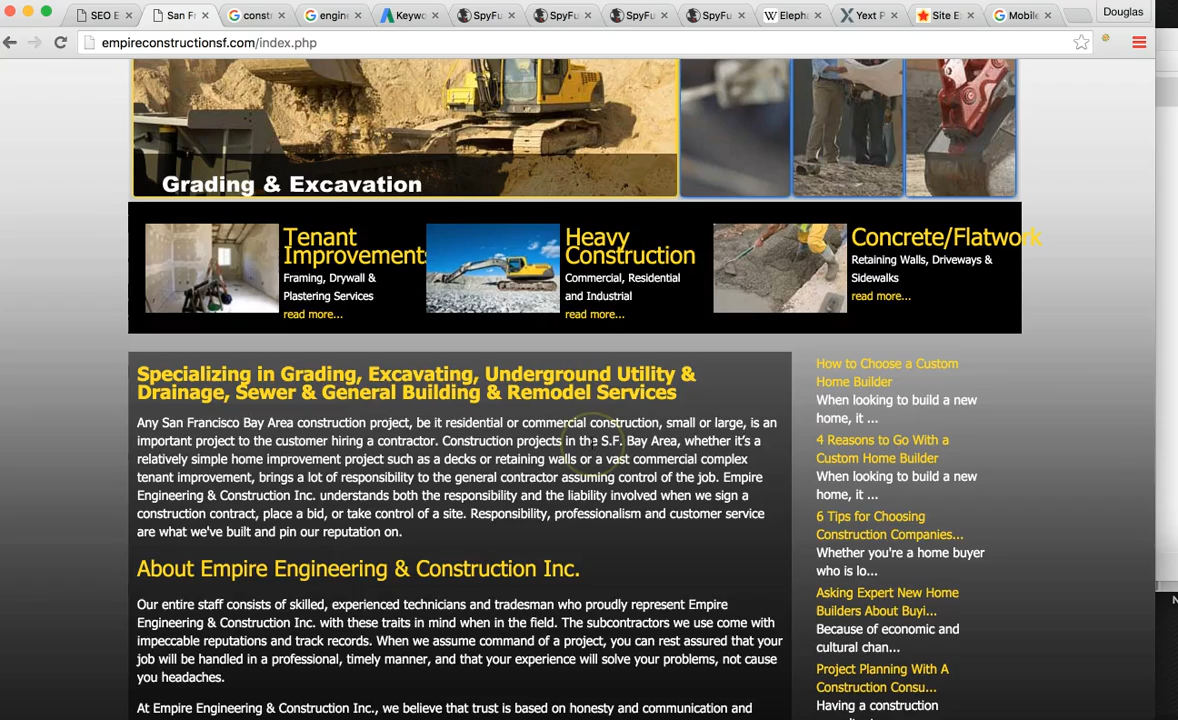 SEO E
San F
constr
engine
Keywo
SpyFu
SpyFu
SpyFu
SpyFu
Eleph
Yext P
Site E
Mobile
Douglas
empireconstructionsf.com/index.php
Grading & Excavation
Tenant
Improvements
Framing, Drywall &
Plastering Services
read more...
Heavy
Construction
Commercial, Residential
and Industrial
read more...
Concrete/Flatwork
Retaining Walls, Driveways &
Sidewalks
read more...
Specializing in Grading, Excavating, Underground Utility &
Drainage, Sewer & General Building & Remodel Services
Any San Francisco Bay Area construction project, be it residential or commercial construction, small or large, is an
important project to the customer hiring a contractor. Construction projects in the S.F. Bay Area, whether it's a
relatively simple home improvement project such as a decks or retaining walls or a vast commercial complex
tenant improvement, brings a lot of responsibility to the general contractor assuming control of the job. Empire
Engineering & Construction Inc. understands both the responsibility and the liability involved when we sign a
construction contract, place a bid, or take control of a site. Responsibility, professionalism and customer service
are what we've built and pin our reputation on.
About Empire Engineering & Construction Inc.
Our entire staff consists of skilled, experienced technicians and tradesman who proudly represent Empire
Engineering & Construction Inc. with these traits in mind when in the field. The subcontractors we use come with
impeccable reputations and track records. When we assume command of a project, you can rest assured that your
job will be handled in a professional, timely manner, and that your experience will solve your problems, not cause
you headaches.
At Empire Engineering & Construction Inc., we believe that trust is based on honesty and communication and
How to Choose a Custom
Home Builder
When looking to build a new
home, it ...
4 Reasons to Go With a
Custom Home Builder
When looking to build a new
home, it ...
6 Tips for Choosing
Construction Companies...
Whether you're a home buyer
who is lo...
Asking Expert New Home
Builders About Buyi...
Because of economic and
cultural chan...
Project Planning With A
Construction Consu...
Having a construction